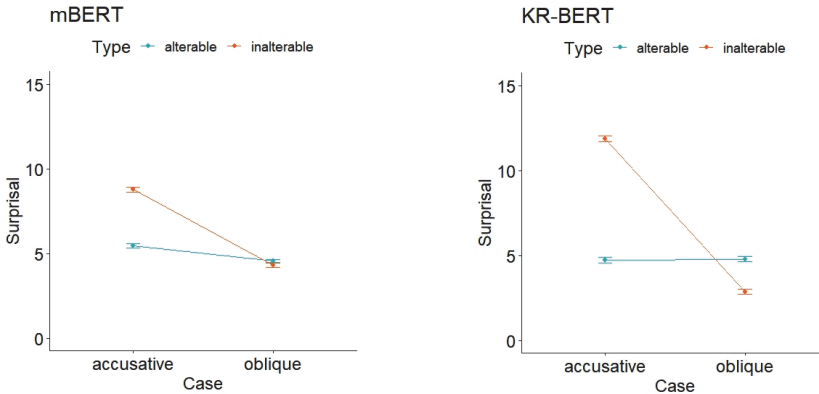 mBERT
Type alterable inalterable
15
10
5
0
Surprisal
accusative oblique
Case
KR-BERT
Type alterable inalterable
15
10
5
0
Surprisal
accusative oblique
Case